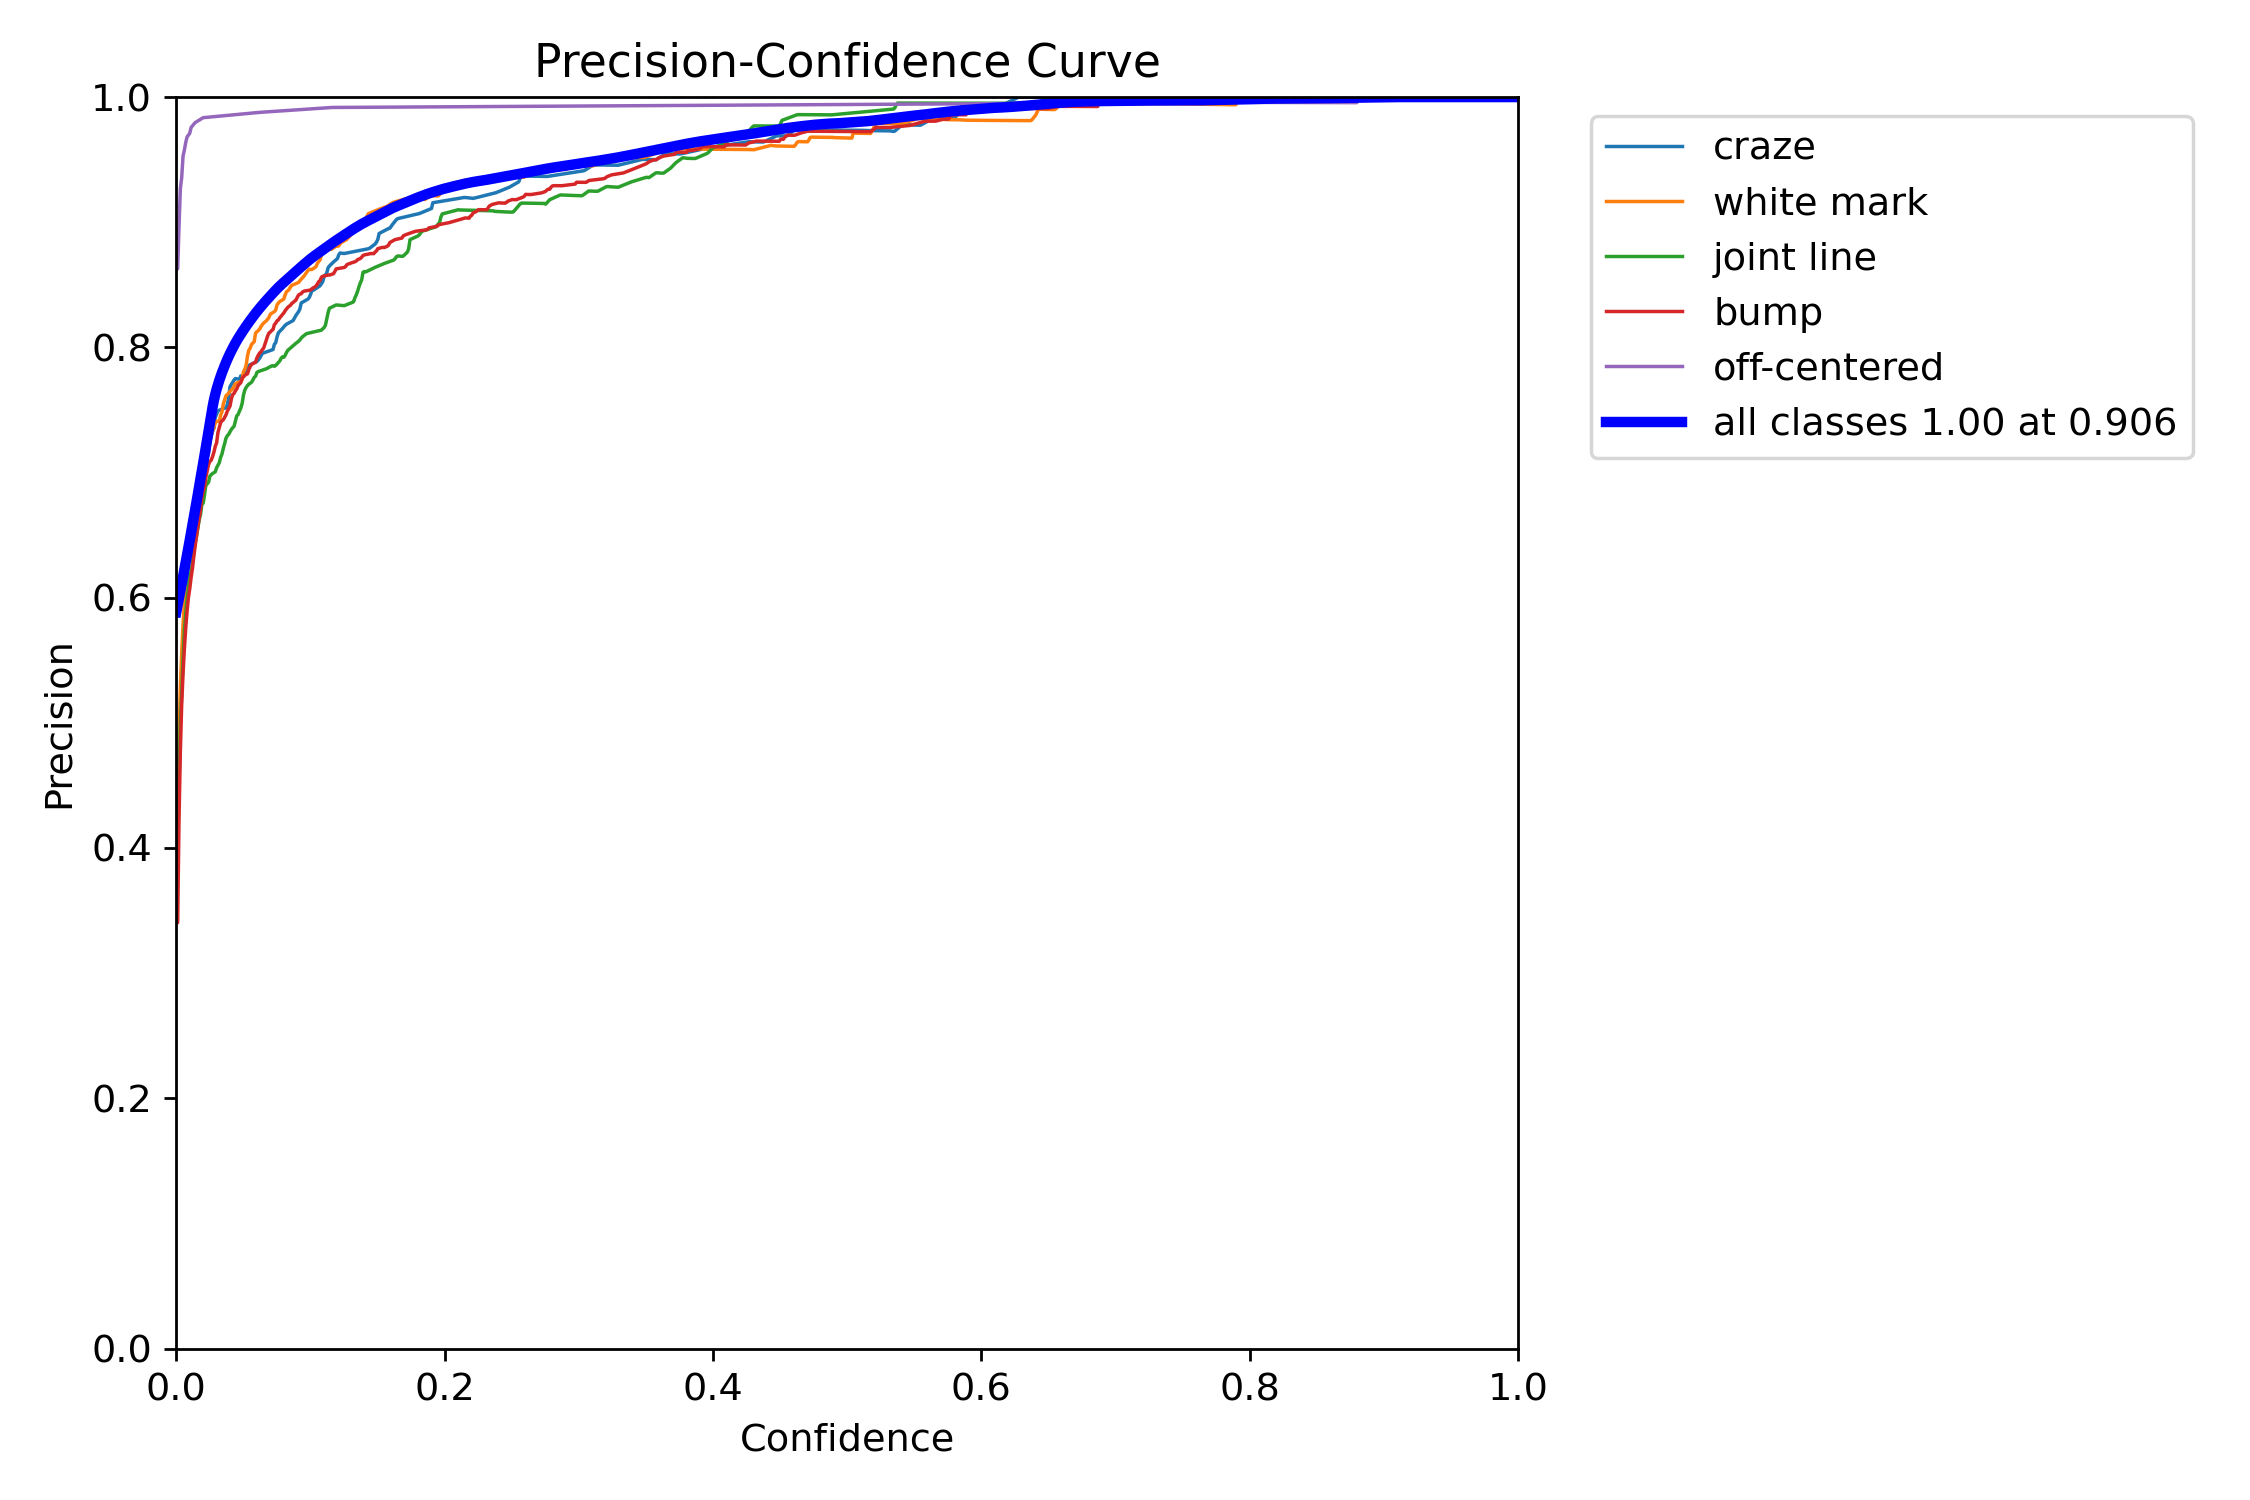 Precision-Confidence Curve
1.0
0.8
0.6
0.4
0.2
0.0
Precision
0.0 0.2 0.4 0.6 0.8 1.0
Confidence
craze
white mark
joint line
bump
off-centered
all classes 1.00 at 0.906